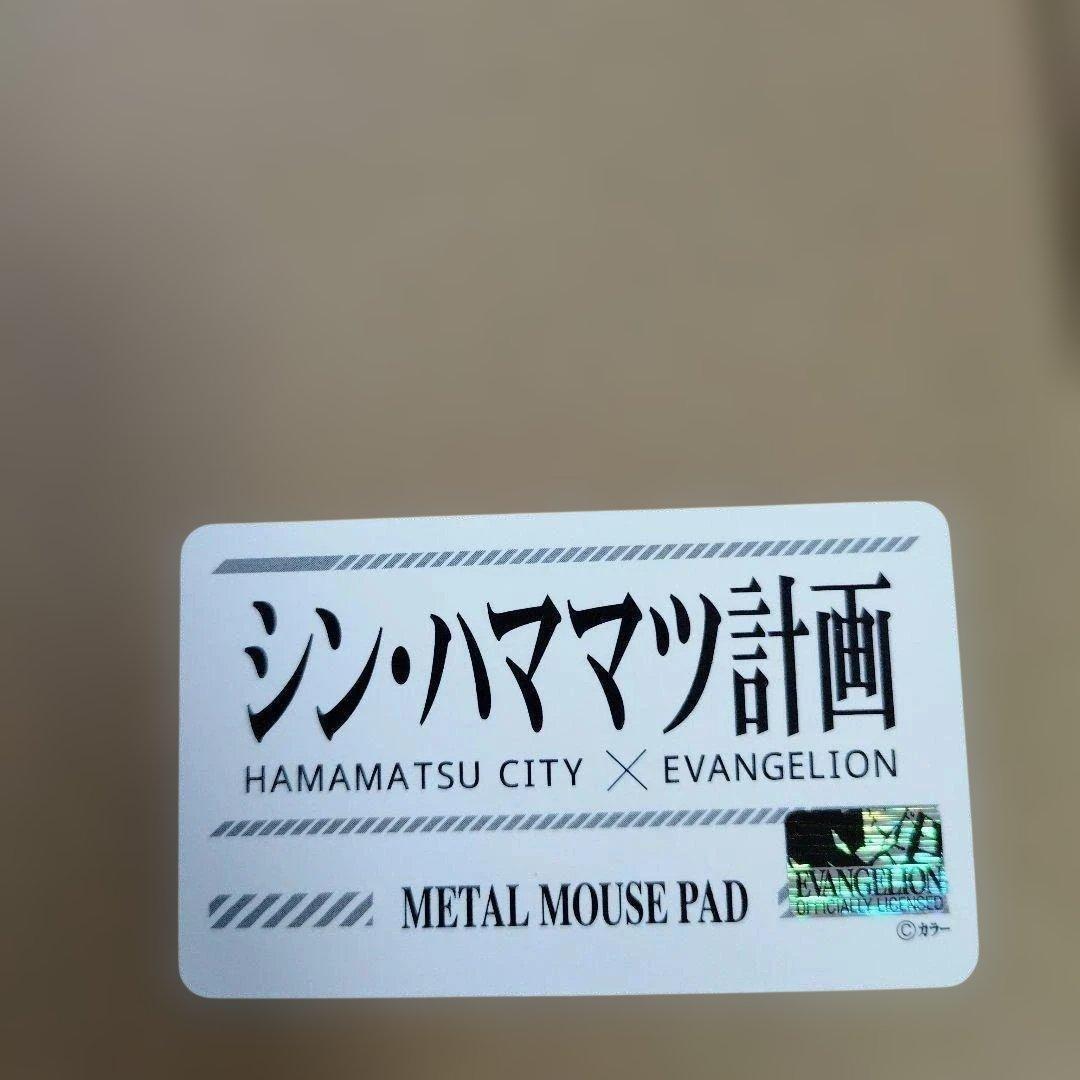 シン・ハママツ計画
HAMAMATSU CITY × EVANGELION
METAL MOUSE PAD
EVANGELION
OFFICIALLY LICENSED
©カラー